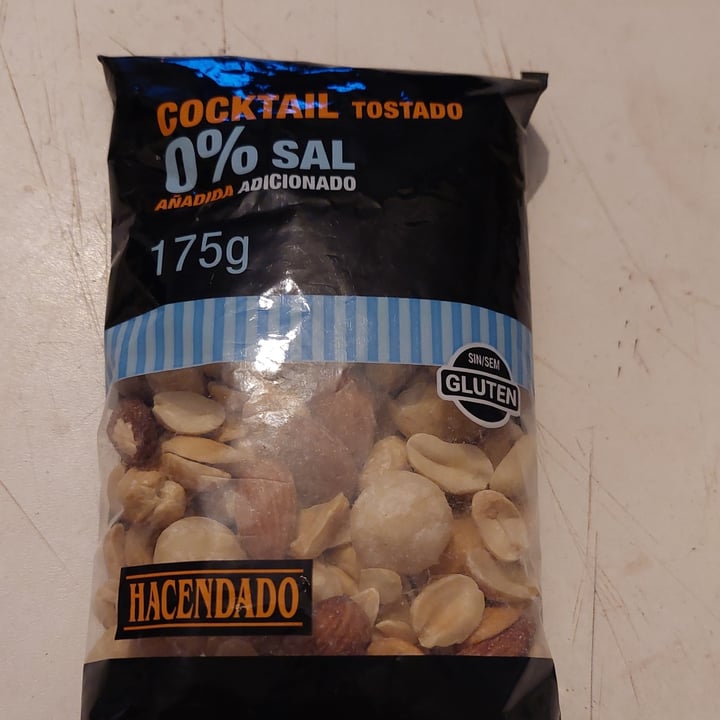 COCKTAIL TOSTADO
0% SAL
AÑADIDA ADICIONADO
175g
SIN/SEM
GLUTEN
HACENDADO